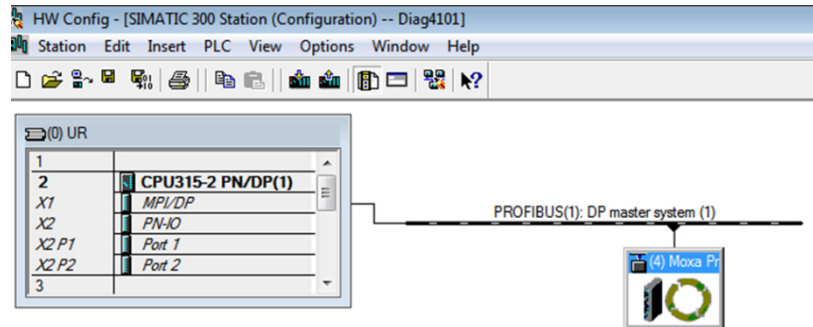 HW Config - [SIMATIC 300 Station (Configuration) -- Diag4101]
Station Edit Insert PLC View Options Window Help
(0) UR
1
2 CPU315-2 PN/DP(1)
X1 MPI/DP
X2 PN-IO
X2 P1 Port 1
X2 P2 Port 2
3
PROFIBUS(1): DP master system (1)
(4) Moxa Pr